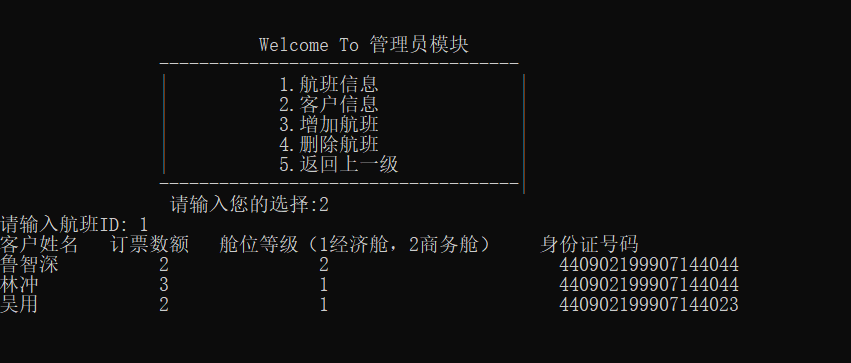 Welcome To 管理员模块
------------------------------------
1.航班信息
2.客户信息
3.增加航班
4.删除航班
5.返回上一级
------------------------------------
请输入您的选择:2
请输入航班ID: 1
客户姓名 订票数额 舱位等级（1经济舱，2商务舱） 身份证号码
鲁智深 2 2 440902199907144044
林冲 3 1 440902199907144044
吴用 2 1 440902199907144023